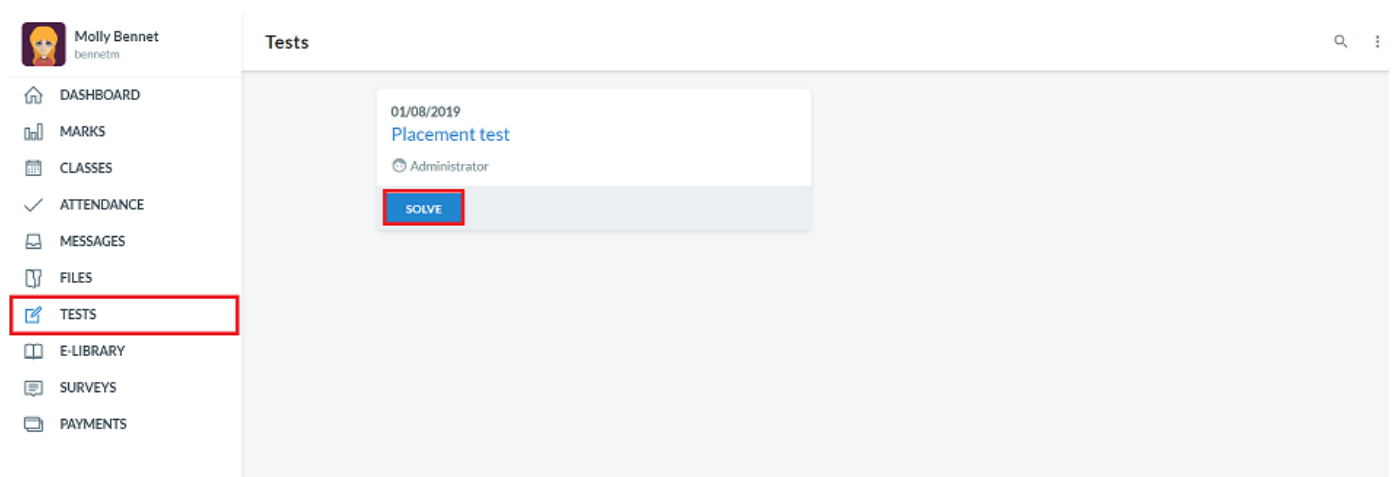 Molly Bennet
bennetm
DASHBOARD
MARKS
CLASSES
ATTENDANCE
MESSAGES
FILES
TESTS
E-LIBRARY
SURVEYS
PAYMENTS
Tests
01/08/2019
Placement test
Administrator
SOLVE